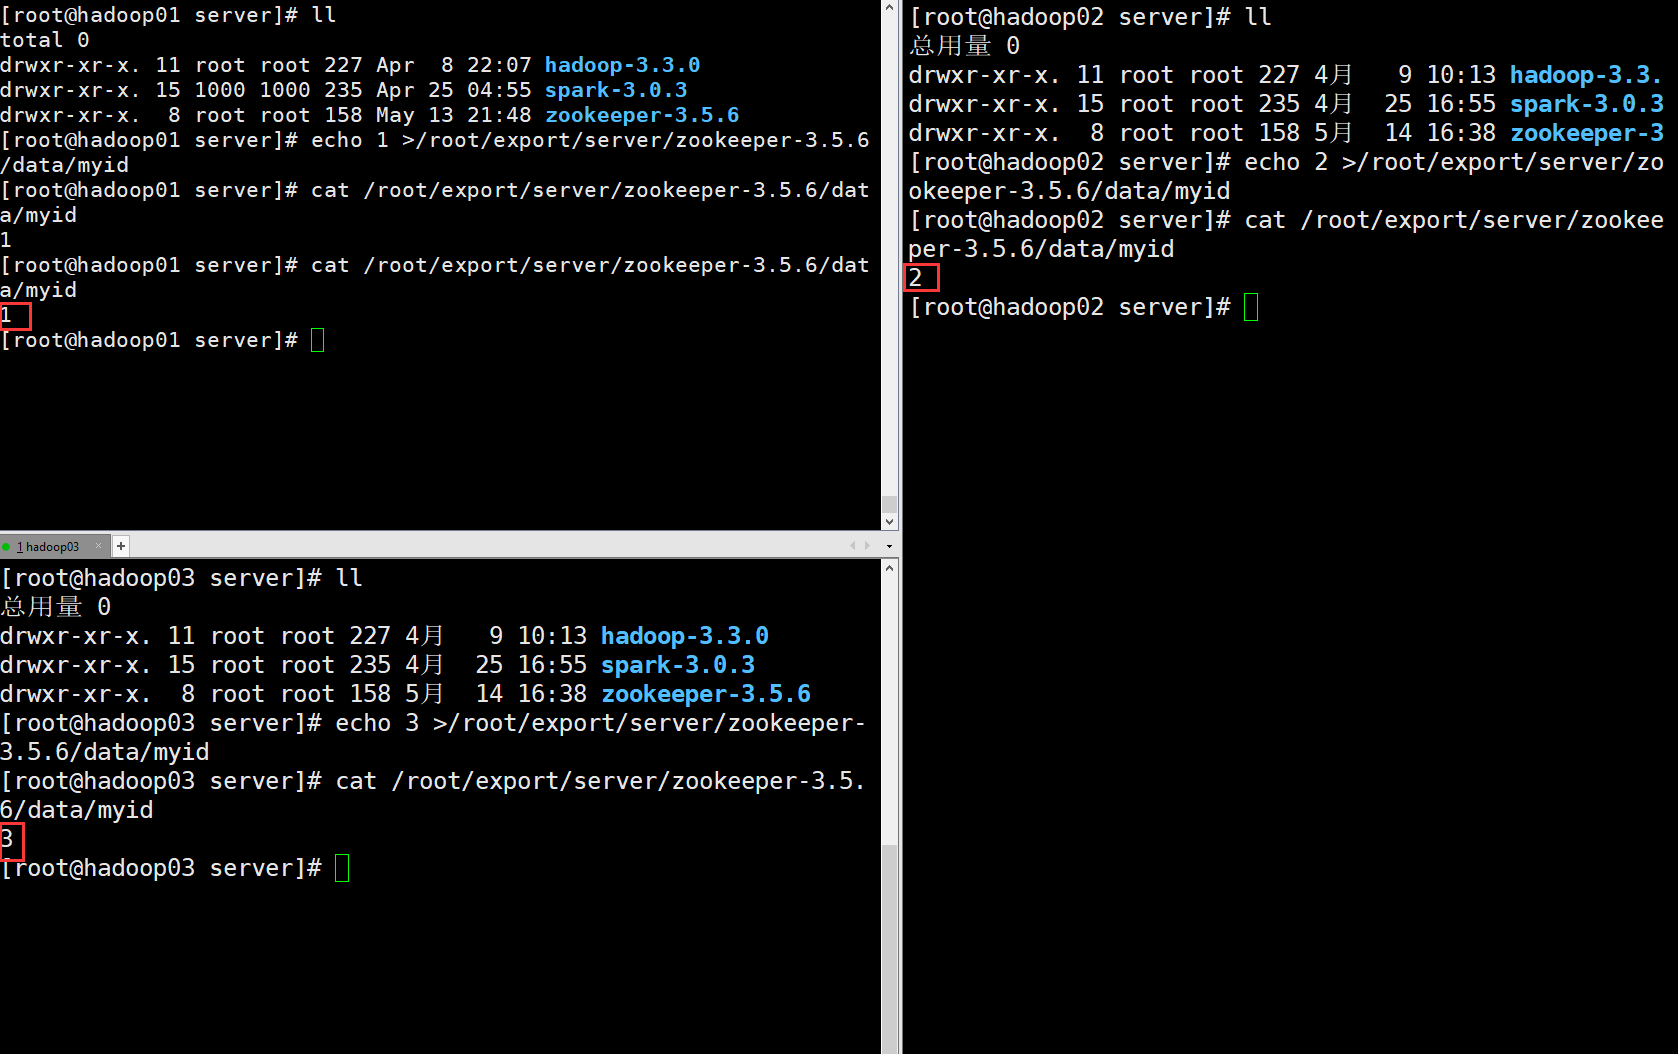 [root@hadoop01 server]# ll
total 0
drwxr-xr-x. 11 root root 227 Apr  8 22:07 hadoop-3.3.0
drwxr-xr-x. 15 1000 1000 235 Apr 25 04:55 spark-3.0.3
drwxr-xr-x.  8 root root 158 May 13 21:48 zookeeper-3.5.6
[root@hadoop01 server]# echo 1 >/root/export/server/zookeeper-3.5.6
/data/myid
[root@hadoop01 server]# cat /root/export/server/zookeeper-3.5.6/dat
a/myid
1
[root@hadoop01 server]# cat /root/export/server/zookeeper-3.5.6/dat
a/myid
1
[root@hadoop01 server]#
[root@hadoop02 server]# ll
总用量 0
drwxr-xr-x. 11 root root 227 4月   9 10:13 hadoop-3.3.
drwxr-xr-x. 15 root root 235 4月  25 16:55 spark-3.0.3
drwxr-xr-x.  8 root root 158 5月  14 16:38 zookeeper-3
[root@hadoop02 server]# echo 2 >/root/export/server/zo
okeeper-3.5.6/data/myid
[root@hadoop02 server]# cat /root/export/server/zookee
per-3.5.6/data/myid
2
[root@hadoop02 server]#
1 hadoop03 × +
[root@hadoop03 server]# ll
总用量 0
drwxr-xr-x. 11 root root 227 4月   9 10:13 hadoop-3.3.0
drwxr-xr-x. 15 root root 235 4月  25 16:55 spark-3.0.3
drwxr-xr-x.  8 root root 158 5月  14 16:38 zookeeper-3.5.6
[root@hadoop03 server]# echo 3 >/root/export/server/zookeeper-
3.5.6/data/myid
[root@hadoop03 server]# cat /root/export/server/zookeeper-3.5.
6/data/myid
3
[root@hadoop03 server]#